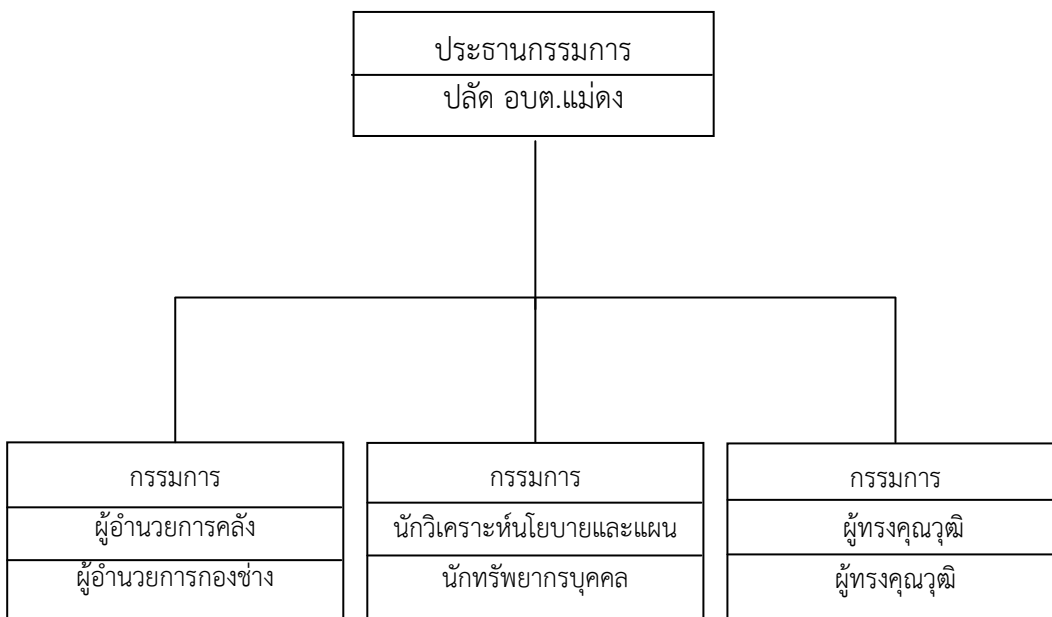 ประธานกรรมการ
ปลัด อบต.แม่ดง
กรรมการ
ผู้อำนวยการคลัง
ผู้อำนวยการกองช่าง
กรรมการ
นักวิเคราะห์นโยบายและแผน
นักทรัพยากรบุคคล
กรรมการ
ผู้ทรงคุณวุฒิ
ผู้ทรงคุณวุฒิ